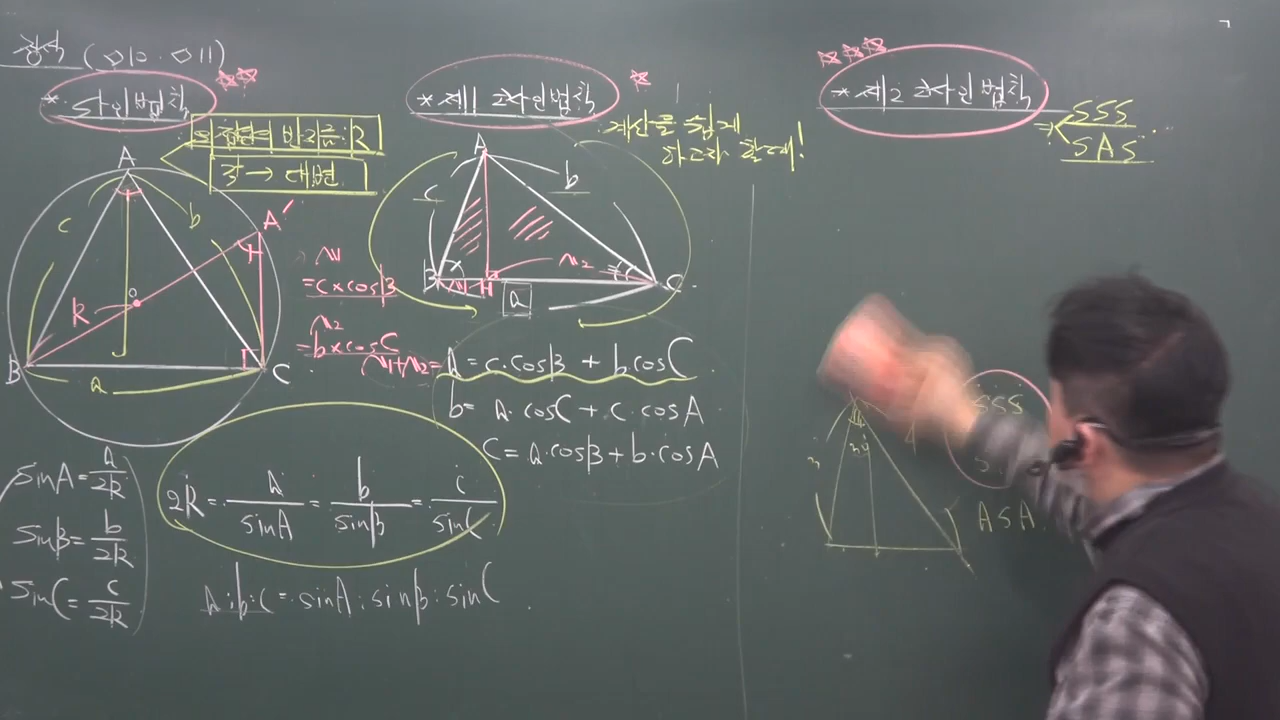 (010. 011)
* 사인법칙
외접원의 반지름: R
각 → 대변
A
c
b
A'
R
O
B
a
C
= c×cosB
= b×cosC
sinA = a/2R
sinB = b/2R
sinC = c/2R
2R = a/sinA = b/sinB = c/sinC
a:b:c = sinA : sinB : sinC
* 제1 코사인법칙
계산을 쉽게
하고자 할 때!
A
c
b
B
H
C
a
a = c·cosB + b·cosC
b = a·cosC + c·cosA
c = a·cosB + b·cosA
* 제2 코사인법칙
⇒ SSS
SAS
SSS
ASA